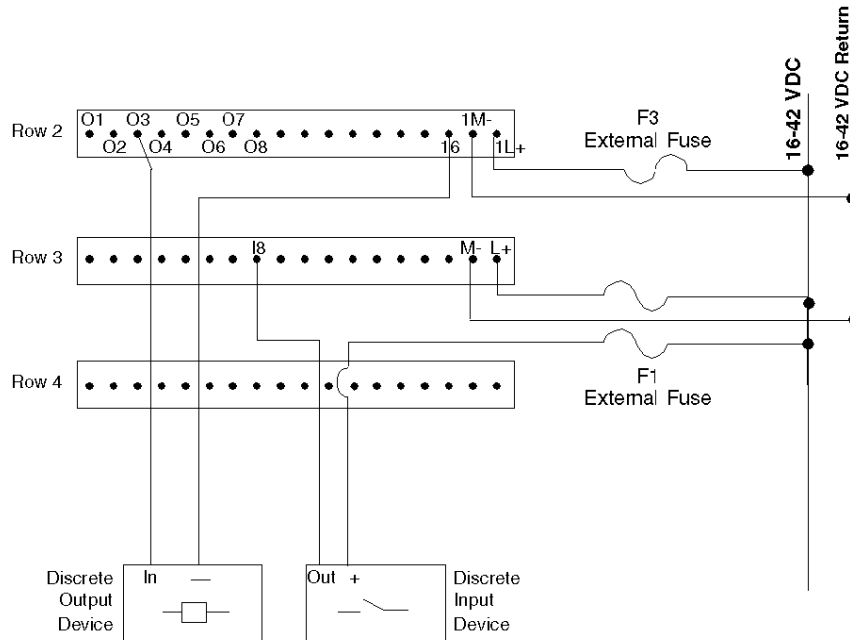 16-42 VDC
16-42 VDC Return
Row 2
O1 O3 O5 O7 1M-
O2 O4 O6 O8 16 1L+
F3
External Fuse
Row 3
I8 M- L+
Row 4
F1
External Fuse
Discrete
Output
Device
In —
Out +
Discrete
Input
Device